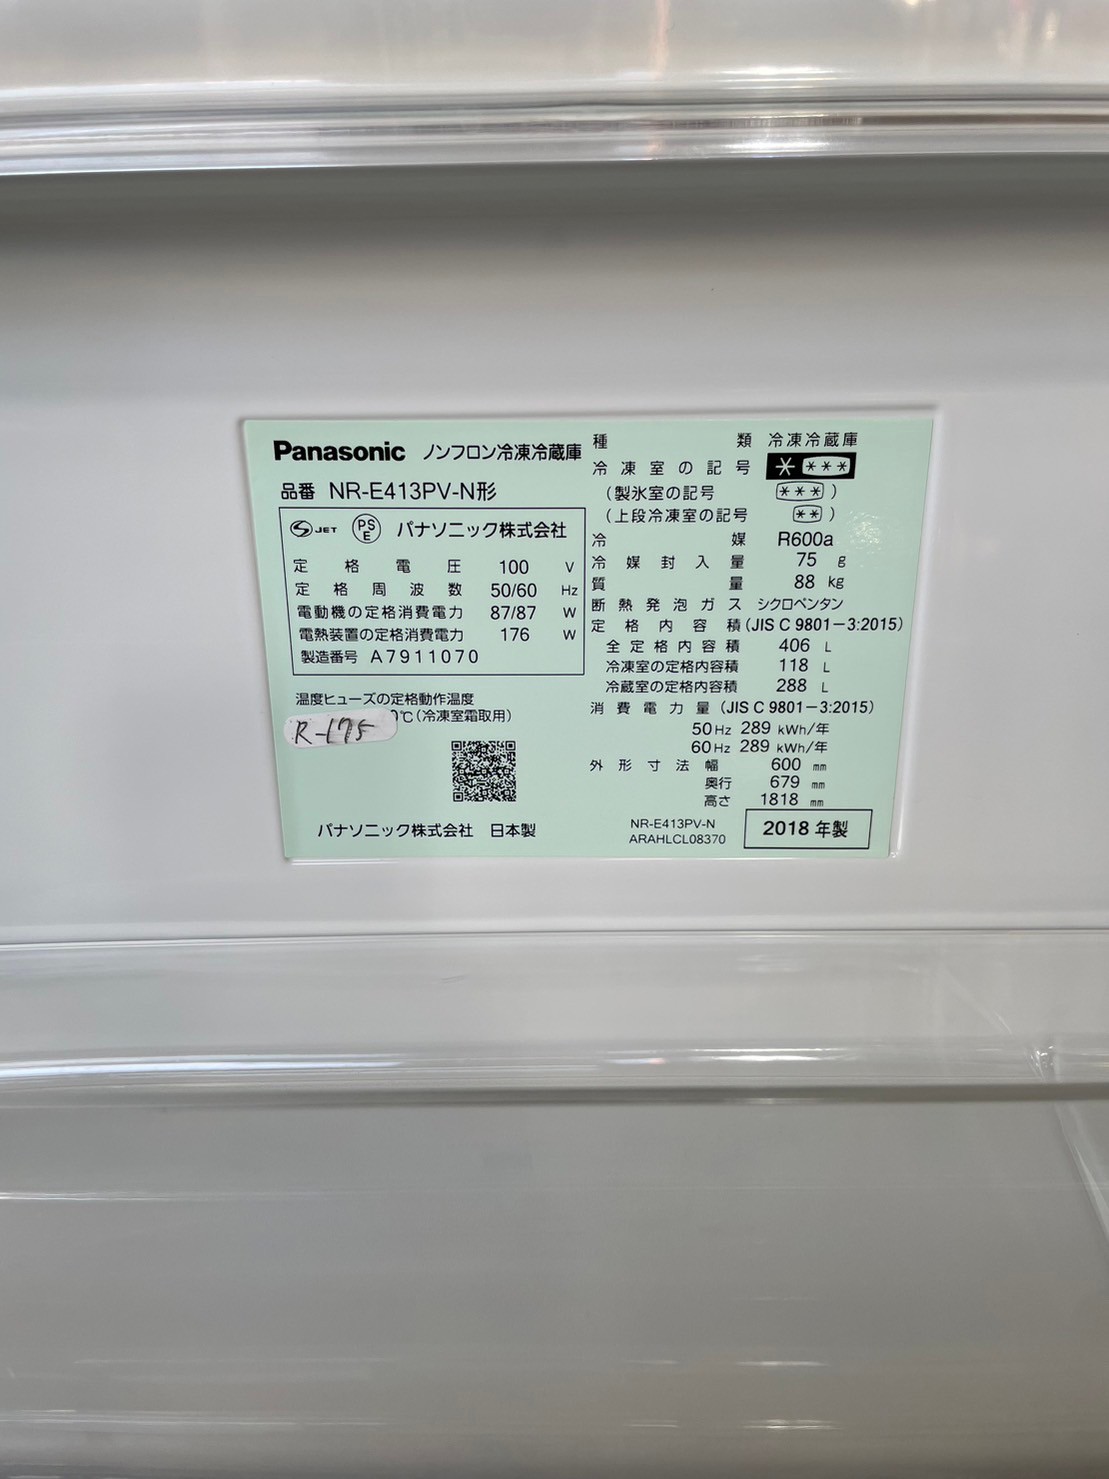 Panasonic ノンフロン冷凍冷蔵庫
品番 NR-E413PV-N形
S JET PS E パナソニック株式会社
定格電圧 100 V
定格周波数 50/60 Hz
電動機の定格消費電力 87/87 W
電熱装置の定格消費電力 176 W
製造番号 A7911070
温度ヒューズの定格動作温度
℃(冷凍室霜取用)
R-175
パナソニック株式会社 日本製
種類 冷凍冷蔵庫
冷凍室の記号 * ***
(製氷室の記号 ***)
(上段冷凍室の記号 **)
冷媒 R600a
冷媒封入量 75 g
質量 88 kg
断熱発泡ガス シクロペンタン
定格内容積(JIS C 9801-3:2015)
全定格内容積 406 L
冷凍室の定格内容積 118 L
冷蔵室の定格内容積 288 L
消費電力量(JIS C 9801-3:2015)
50Hz 289 kWh/年
60Hz 289 kWh/年
外形寸法 幅 600 mm
奥行 679 mm
高さ 1818 mm
NR-E413PV-N
ARAHLCL08370
2018年製